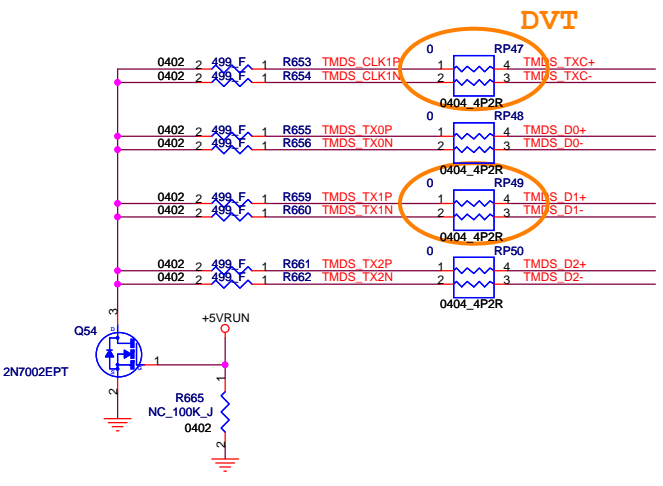 DVT
0 RP47
0402 2 499_F 1 R653 TMDS_CLK1P 1 4 TMDS_TXC+
0402 2 499_F 1 R654 TMDS_CLK1N 2 3 TMDS_TXC-
0404_4P2R
0 RP48
0402 2 499_F 1 R655 TMDS_TX0P 1 4 TMDS_D0+
0402 2 499_F 1 R656 TMDS_TX0N 2 3 TMDS_D0-
0404_4P2R
0 RP49
0402 2 499_F 1 R659 TMDS_TX1P 1 4 TMDS_D1+
0402 2 499_F 1 R660 TMDS_TX1N 2 3 TMDS_D1-
0404_4P2R
0 RP50
0402 2 499_F 1 R661 TMDS_TX2P 1 4 TMDS_D2+
0402 2 499_F 1 R662 TMDS_TX2N 2 3 TMDS_D2-
0404_4P2R
3
+5VRUN
Q54
1
2N7002EPT
2
1
R665
NC_100K_J
0402
2